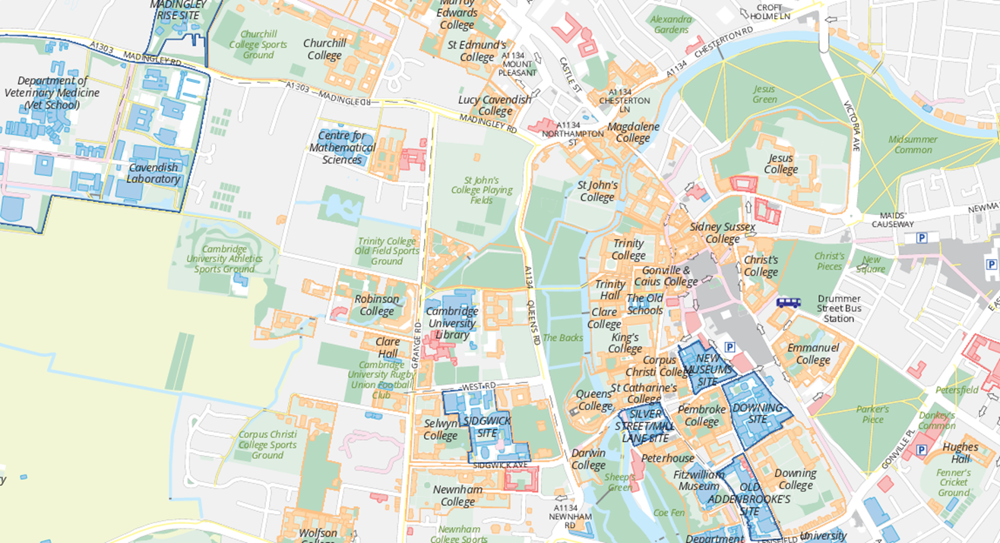 MADINGLEY
RISE SITE
Murray
Edwards
College
CROFT
HOLME LN
Alexandra
Gardens
CHESTERTON RD
Churchill
College Sports
Ground
Churchill
College
St Edmund's
College
A1303
MADINGLEY RD
A1134
MOUNT
PLEASANT
CASTLE ST
A1134
Department of
Veterinary Medicine
(Vet School)
A1303
MADINGLEY RD
Lucy Cavendish
College
A1134
CHESTERTON
LN
Jesus
Green
VICTORIA AVE
MADINGLEY RD
A1134
NORTHAMPTON
ST
Magdalene
College
Midsummer
Common
Centre for
Mathematical
Sciences
Cavendish
Laboratory
Jesus
College
St John's
College Playing
Fields
St John's
College
MAIDS'
CAUSEWAY
NEWMA
Sidney Sussex
College
P
Cambridge
University Athletics
Sports Ground
Trinity College
Old Field Sports
Ground
Trinity
College
Christ's
College
Christ's
Pieces
New
Square
P
Gonville &
Caius College
A1134
QUEEN'S RD
Trinity
Hall
The Old
Schools
Robinson
College
Cambridge
University
Library
Clare
College
Drummer
Street Bus
Station
EAS
GRANGE RD
The Backs
King's
College
Clare
Hall
P
Emmanuel
College
Cambridge
University Rugby
Union Football
Club
Corpus
Christi College
NEW
MUSEUMS
SITE
WEST RD
St Catharine's
College
Queens'
College
Petersfield
Selwyn
College
SIDGWICK
SITE
SILVER
STREET/MILL
LANE SITE
Pembroke
College
DOWNING
SITE
Parker's
Piece
Donkey's
Common
Corpus Christi
College Sports
Ground
GONVILLE PL
P
Hughes
Hall
SIDGWICK AVE
Darwin
College
Peterhouse
Sheep's
Green
Fitzwilliam
Museum
Downing
College
Fenner's
Cricket
Ground
Newnham
College
OLD
ADDENBROOKE'S
SITE
A1134
NEWNHAM
RD
Coe Fen
Wolfson
College
Newnham
College Sports
Department
LENSFIELD RD
University